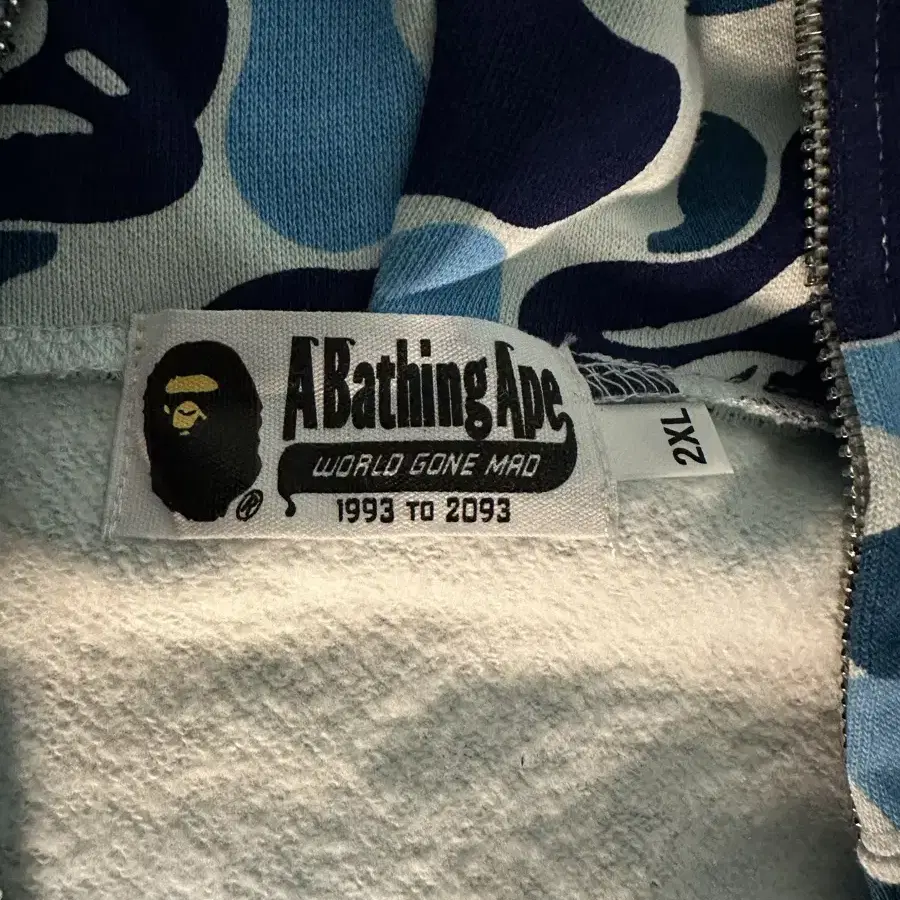 A Bathing Ape
WORLD GONE MAD
1993 TO 2093
®
2XL